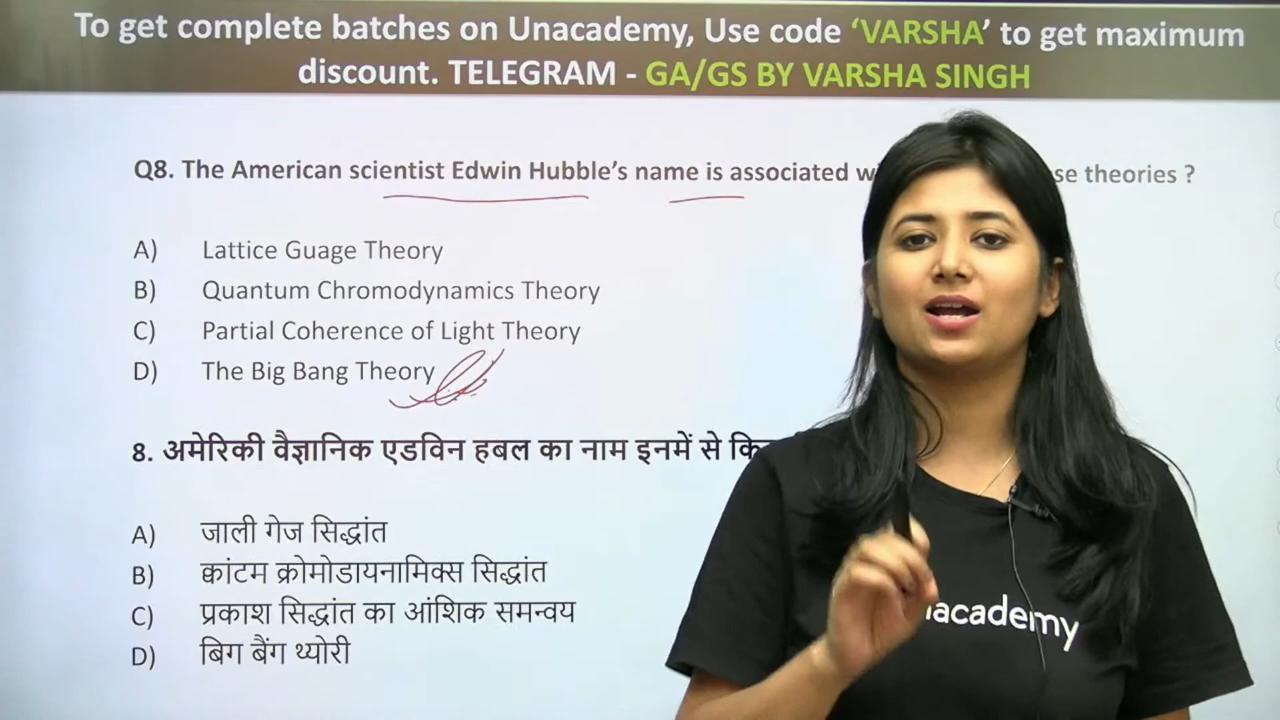 To get complete batches on Unacademy, Use code ‘VARSHA’ to get maximum
discount. TELEGRAM - GA/GS BY VARSHA SINGH
Q8. The American scientist Edwin Hubble’s name is associated se theories ?
A) Lattice Guage Theory
B) Quantum Chromodynamics Theory
C) Partial Coherence of Light Theory
D) The Big Bang Theory
8. अमेरिकी वैज्ञानिक एडविन हबल का नाम इनमें से
A) जाली गेज सिद्धांत
B) क्वांटम क्रोमोडायनामिक्स सिद्धांत
C) प्रकाश सिद्धांत का आंशिक समन्वय
D) बिग बैंग थ्योरी
nacademy